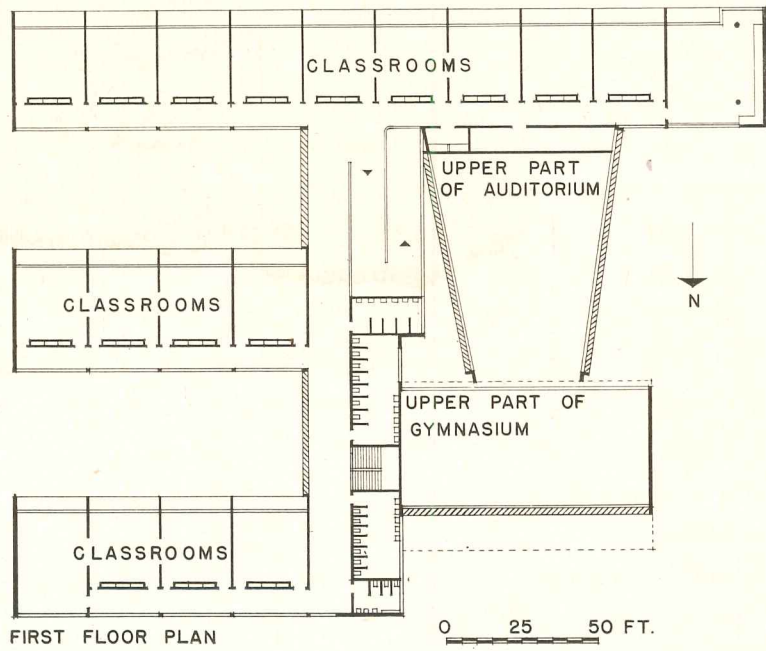 CLASSROOMS
UPPER PART
OF AUDITORIUM
N
CLASSROOMS
UPPER PART OF
GYMNASIUM
CLASSROOMS
FIRST FLOOR PLAN
0 25 50 FT.